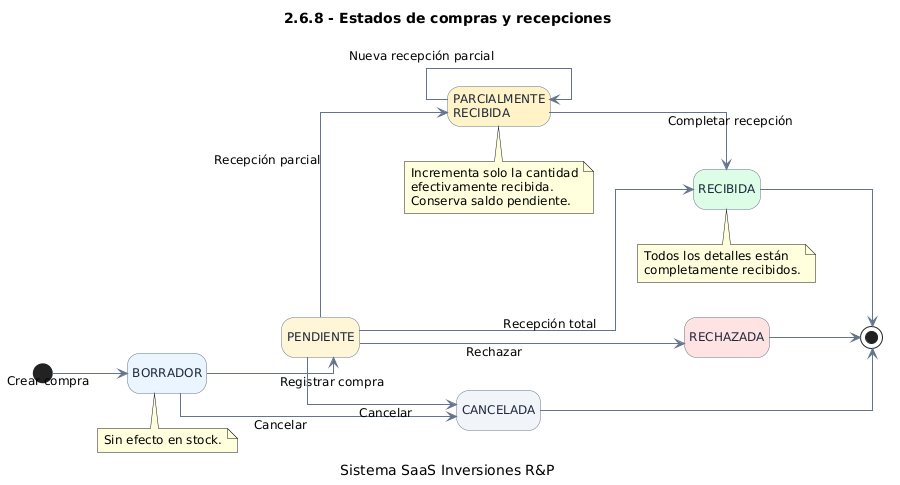 2.6.8 - Estados de compras y recepciones
Nueva recepción parcial
PARCIALMENTE
RECIBIDA
Completar recepción
Recepción parcial
Incrementa solo la cantidad
efectivamente recibida.
Conserva saldo pendiente.
RECIBIDA
Todos los detalles están
completamente recibidos.
Recepción total
PENDIENTE
RECHAZADA
Rechazar
Crear compra
BORRADOR
Registrar compra
Cancelar
CANCELADA
Cancelar
Sin efecto en stock.
Sistema SaaS Inversiones R&P